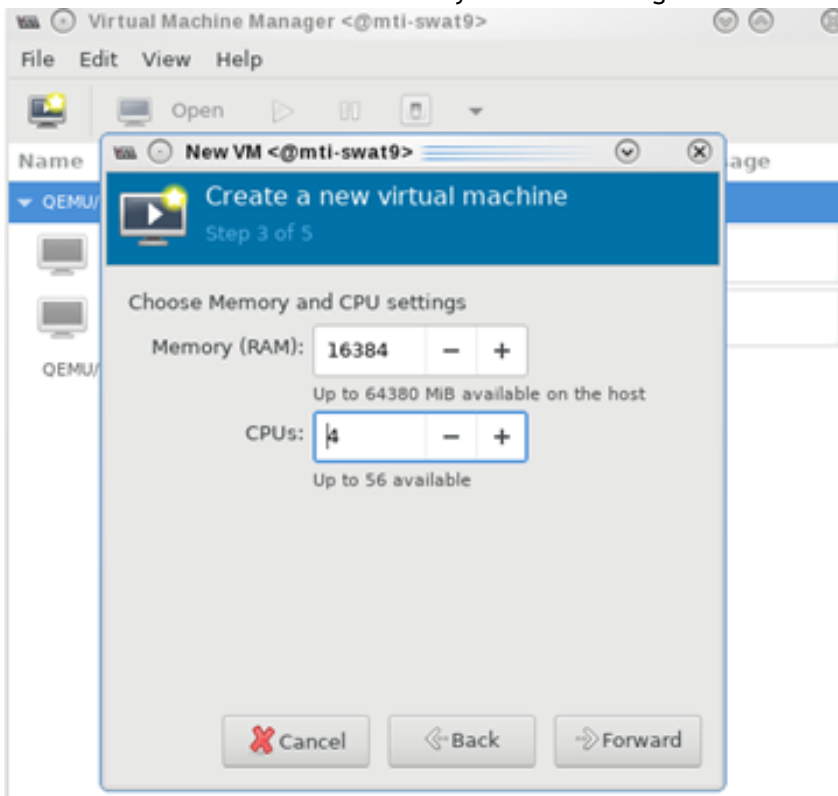 Virtual Machine Manager <@mti-swat9>
File Edit View Help
Open
Name
New VM <@mti-swat9>
age
QEMU/
Create a new virtual machine
Step 3 of 5
Choose Memory and CPU settings
Memory (RAM): 16384 − +
QEMU/
Up to 64380 MiB available on the host
CPUs: 4 − +
Up to 56 available
Cancel Back Forward